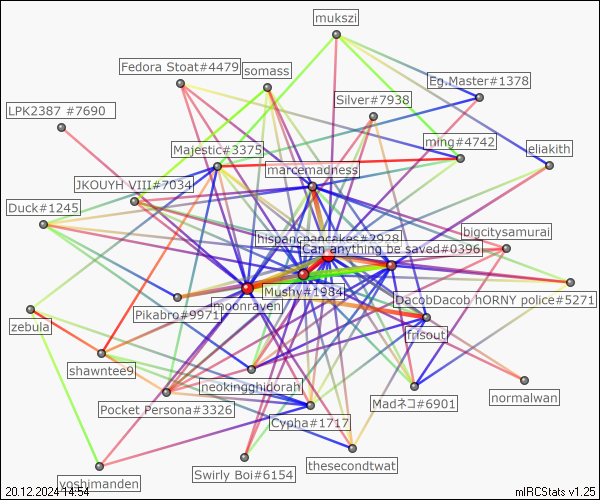 mukszi
Fedora Stoat#4479
somass
Eg.Master#1378
Silver#7938
LPK2387 #7690
ming#4742
Majestic#3375
eliakith
marcemadness
JKOUYH VIII#7034
Duck#1245
bigcitysamurai
hispanicpancakes#2928
Can anything be saved#0396
Mushy#1984
DacobDacob hORNY police#5271
moonraven
Pikabro#9971
zebula
frisout
shawntee9
neokingghidorah
normalwan
Pocket Persona#3326
Madネコ#6901
Cypha#1717
thesecondtwat
Swirly Boi#6154
yoshimanden
20.12.2024 14:54
mIRCStats v1.25